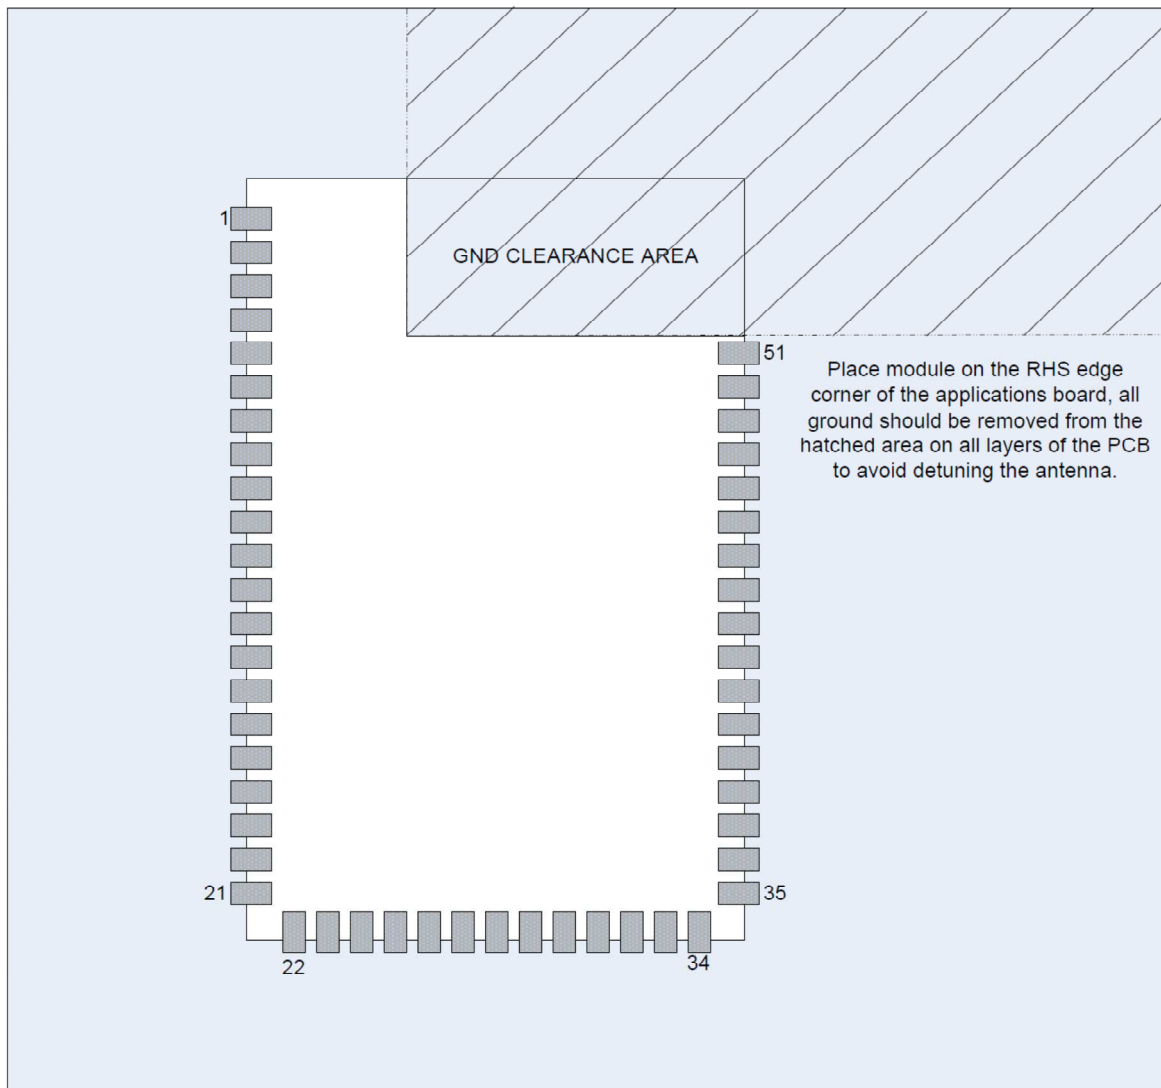 1
GND CLEARANCE AREA
51
Place module on the RHS edge
corner of the applications board, all
ground should be removed from the
hatched area on all layers of the PCB
to avoid detuning the antenna.
21
35
22
34